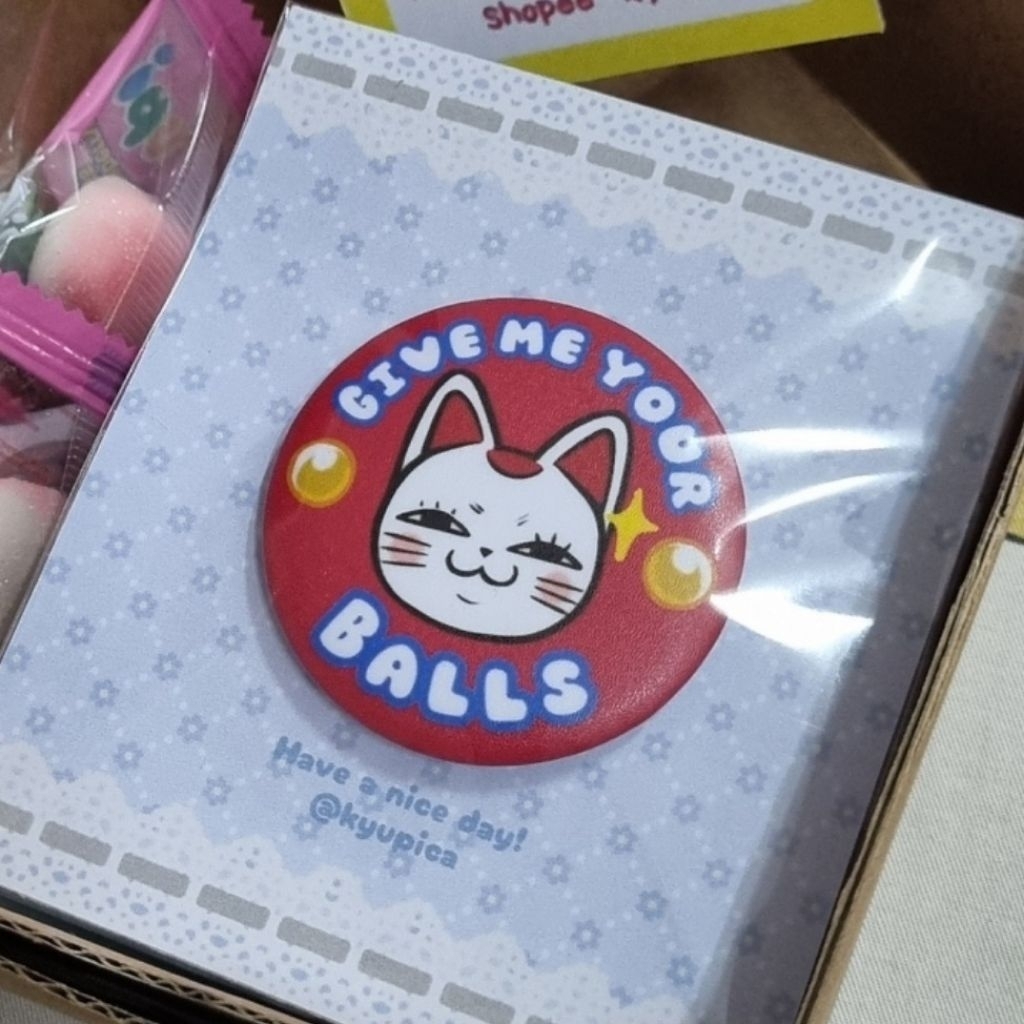 Shopee
GIVE ME YOUR
BALLS
Have a nice day!
@kyupica